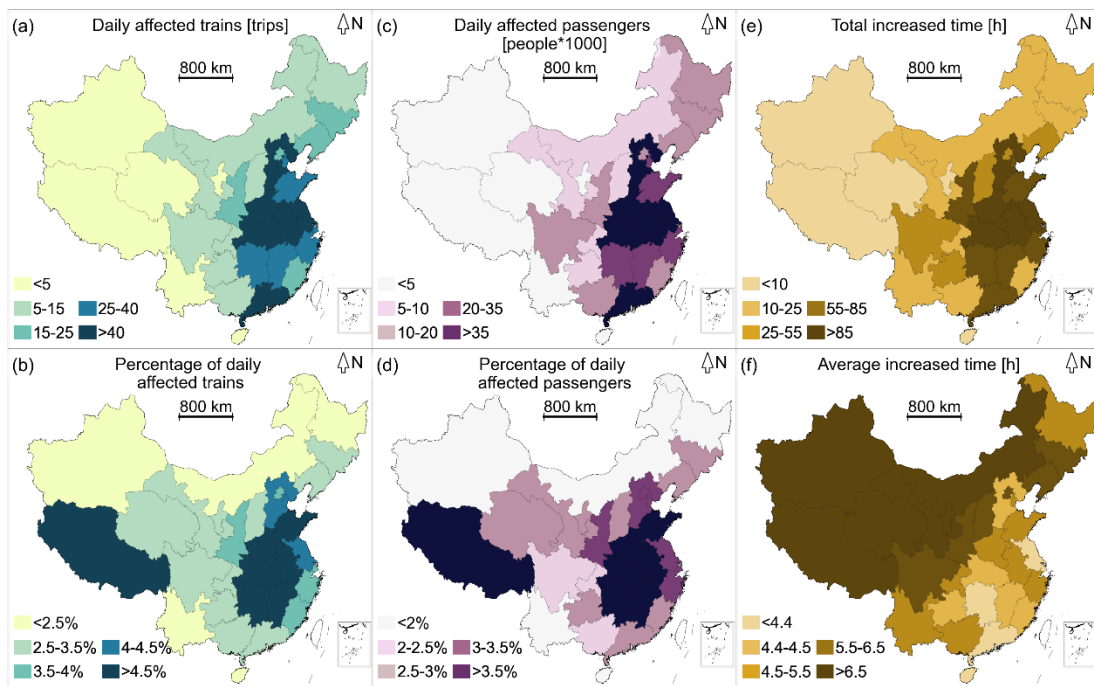 (a) Daily affected trains [trips] N
800 km
<5
5-15 25-40
15-25 >40
(c) Daily affected passengers N
[people*1000]
800 km
<5
5-10 20-35
10-20 >35
(e) Total increased time [h] N
800 km
<10
10-25 55-85
25-55 >85
(b) Percentage of daily N
affected trains
800 km
<2.5%
2.5-3.5% 4-4.5%
3.5-4% >4.5%
(d) Percentage of daily N
affected passengers
800 km
<2%
2-2.5% 3-3.5%
2.5-3% >3.5%
(f) Average increased time [h] N
800 km
<4.4
4.4-4.5 5.5-6.5
4.5-5.5 >6.5